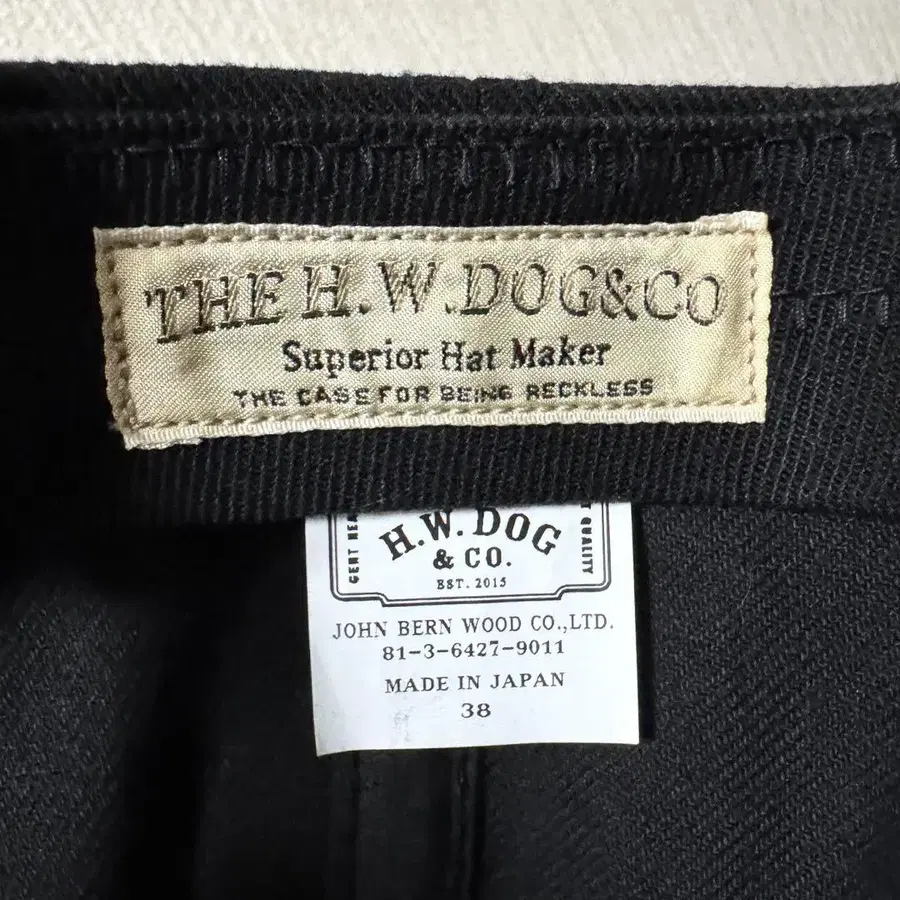 THE H.W.DOG&CO
Superior Hat Maker
THE CASE FOR BEING RECKLESS
H.W.DOG
& CO.
EST. 2015
QUALITY
JOHN BERN WOOD CO.,LTD.
81-3-6427-9011
MADE IN JAPAN
38